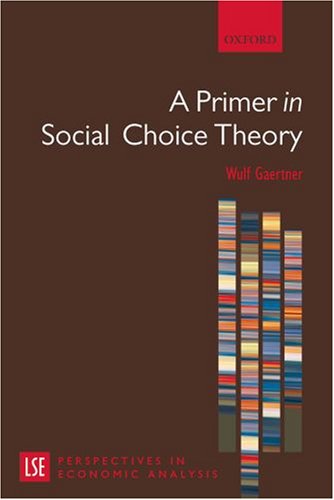 OXFORD
A Primer in
Social Choice Theory
Wulf Gaertner
LSE
PERSPECTIVES IN
ECONOMIC ANALYSIS